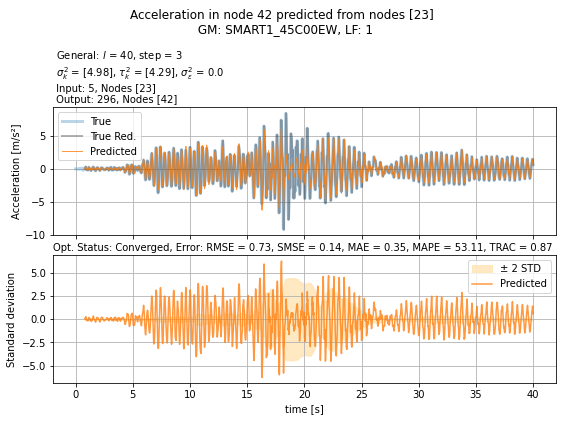 Acceleration in node 42 predicted from nodes [23]
GM: SMART1_45C00EW, LF: 1
General: l = 40, step = 3
σ²ₖ = [4.98], τ²ₖ = [4.29], σ²ε = 0.0
Input: 5, Nodes [23]
Output: 296, Nodes [42]
True
True Red.
Predicted
Acceleration [m/s²]
5
0
−5
−10
Opt. Status: Converged, Error: RMSE = 0.73, SMSE = 0.14, MAE = 0.35, MAPE = 53.11, TRAC = 0.87
± 2 STD
Predicted
Standard deviation
5.0
2.5
0.0
−2.5
−5.0
0 5 10 15 20 25 30 35 40
time [s]